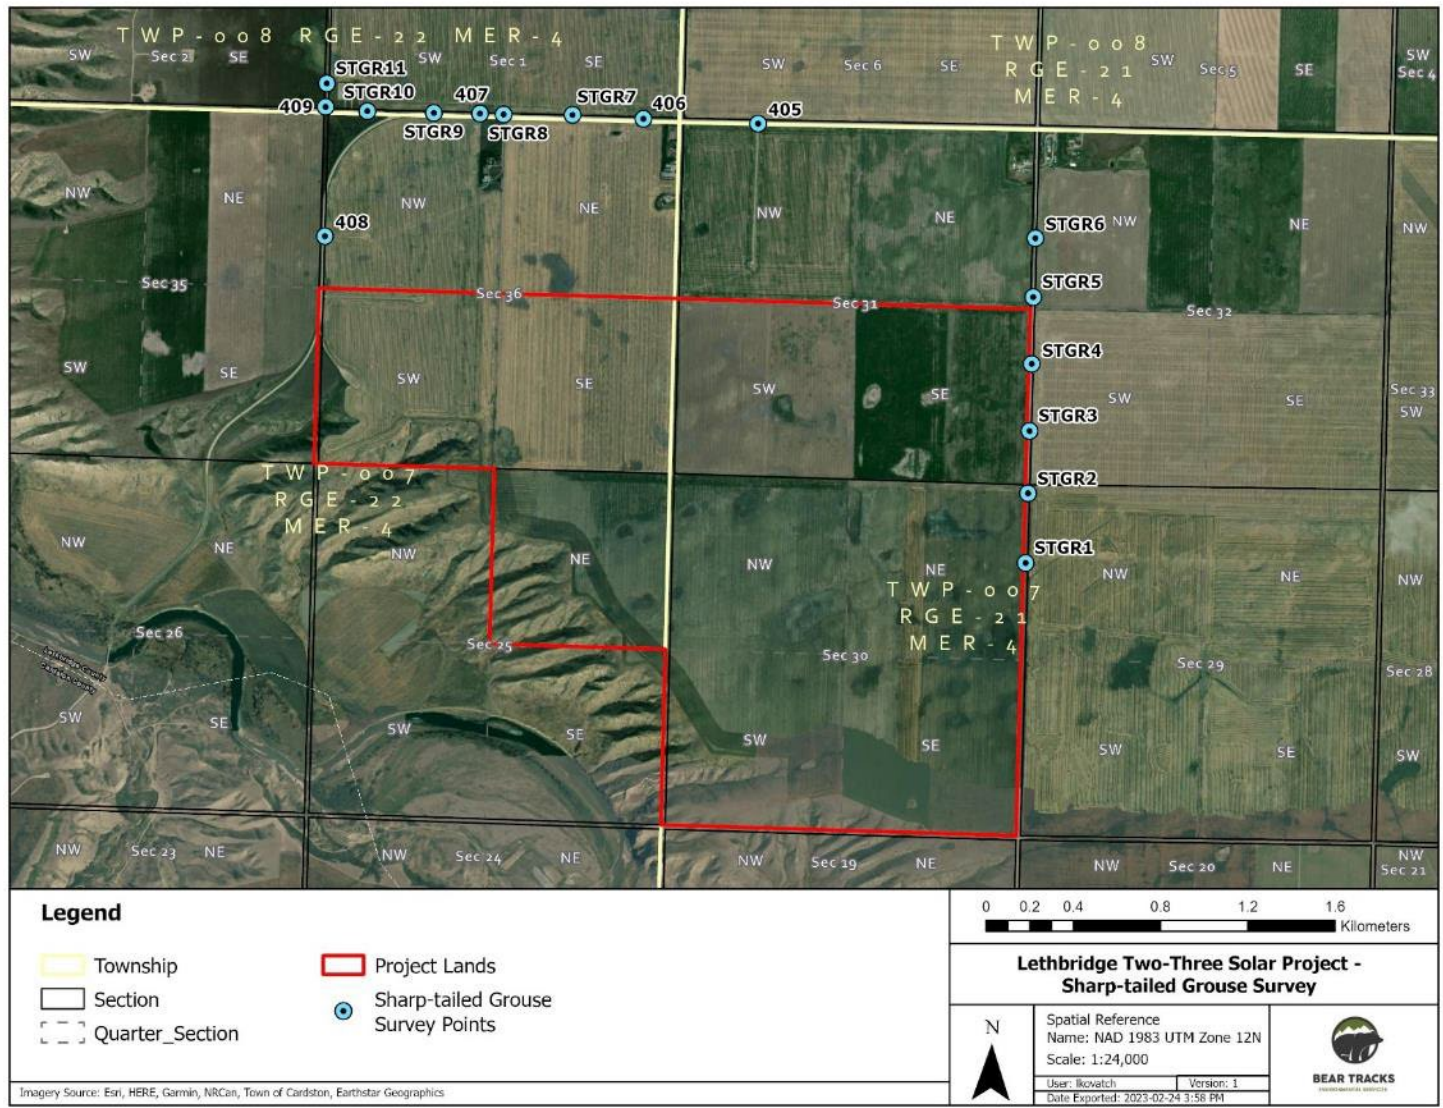 TWP-008 RGE-22 MER-4
TWP-008
RGE-21
MER-4
SW Sec 2 SE
SW Sec 1 SE
SW Sec 6 SE
SW Sec 5 SE
SW
Sec 4
STGR11
STGR10
409
407
STGR9
STGR8
STGR7
406
405
NW NE
NW NE
NW NE
NW NE
NW
408
STGR6
STGR5
Sec 35
Sec 36
Sec 31
Sec 32
STGR4
SW SE
SW SE
SW SE
SW SE
Sec 33
SW
STGR3
TWP-007
RGE-22
MER-4
STGR2
STGR1
NW NE
NW NE
NW NE
NW NE
NW
TWP-007
RGE-21
MER-4
Sec 26
Sec 25
Sec 30
Sec 29
Sec 28
Lethbridge County
Cardston County
SW SE
SW SE
SW SE
SW SE
SW
NW Sec 23 NE
NW Sec 24 NE
NW Sec 19 NE
NW Sec 20 NE
NW
Sec 21
Legend
Township
Section
Quarter_Section
Project Lands
Sharp-tailed Grouse
Survey Points
0 0.2 0.4 0.8 1.2 1.6
Kilometers
Lethbridge Two-Three Solar Project -
Sharp-tailed Grouse Survey
N
Spatial Reference
Name: NAD 1983 UTM Zone 12N
Scale: 1:24,000
User: lkovatch
Version: 1
Date Exported: 2023-02-24 3:58 PM
BEAR TRACKS
ENVIRONMENTAL SERVICES
Imagery Source: Esri, HERE, Garmin, NRCan, Town of Cardston, Earthstar Geographics